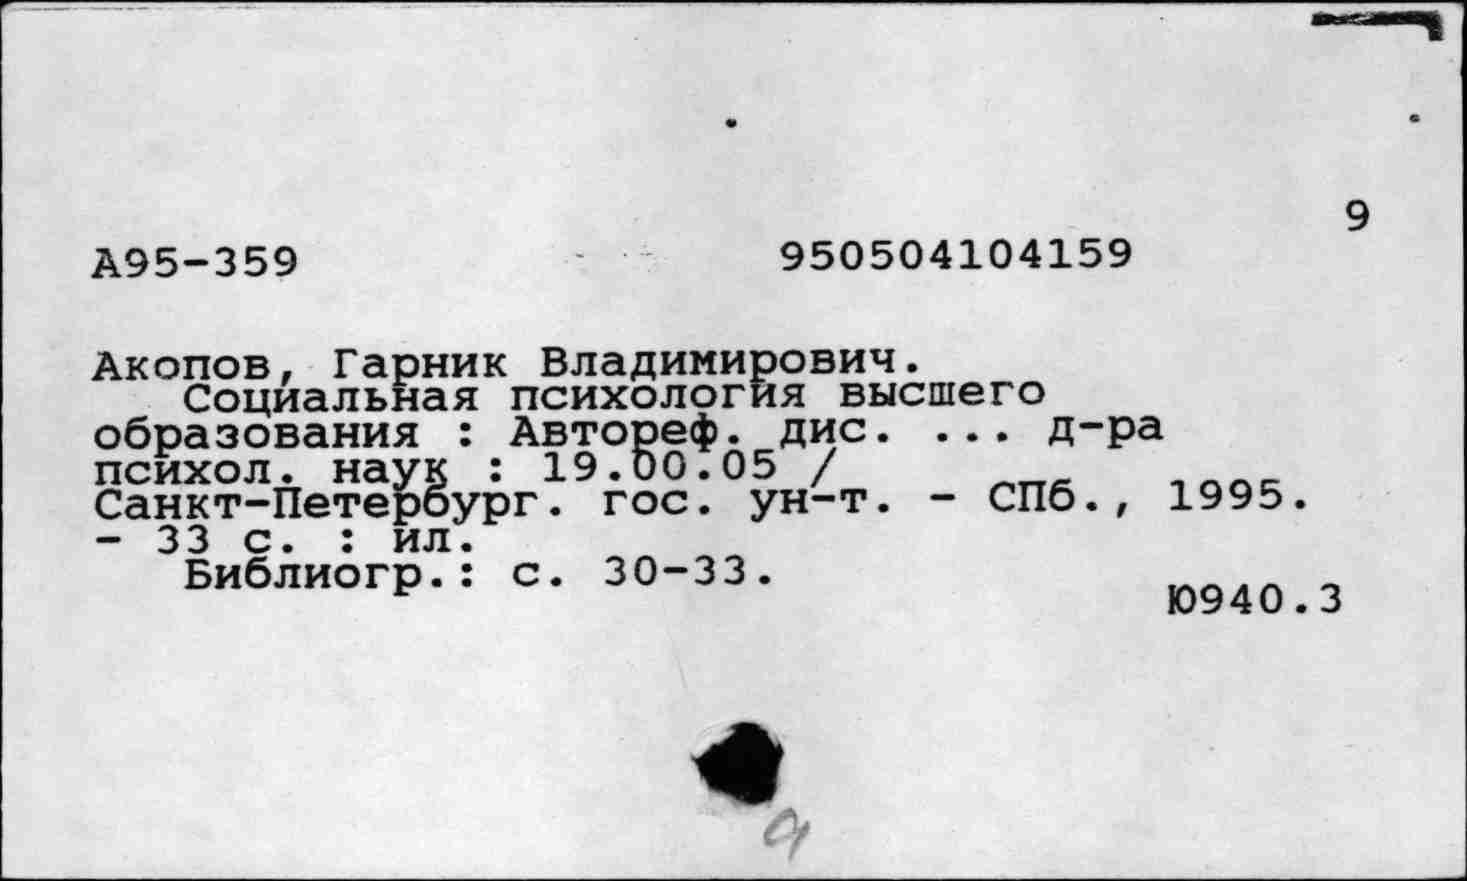 9
А95-359 950504104159
Акопов, Гарник Владимирович.
Социальная психология высшего
образования : Автореф. дис. ... д-ра
психол. наук : 19.00.05 /
Санкт-Петербург. гос. ун-т. - СПб., 1995.
- 33 с. : ил.
Библиогр.: с. 30-33.
Ю940.3